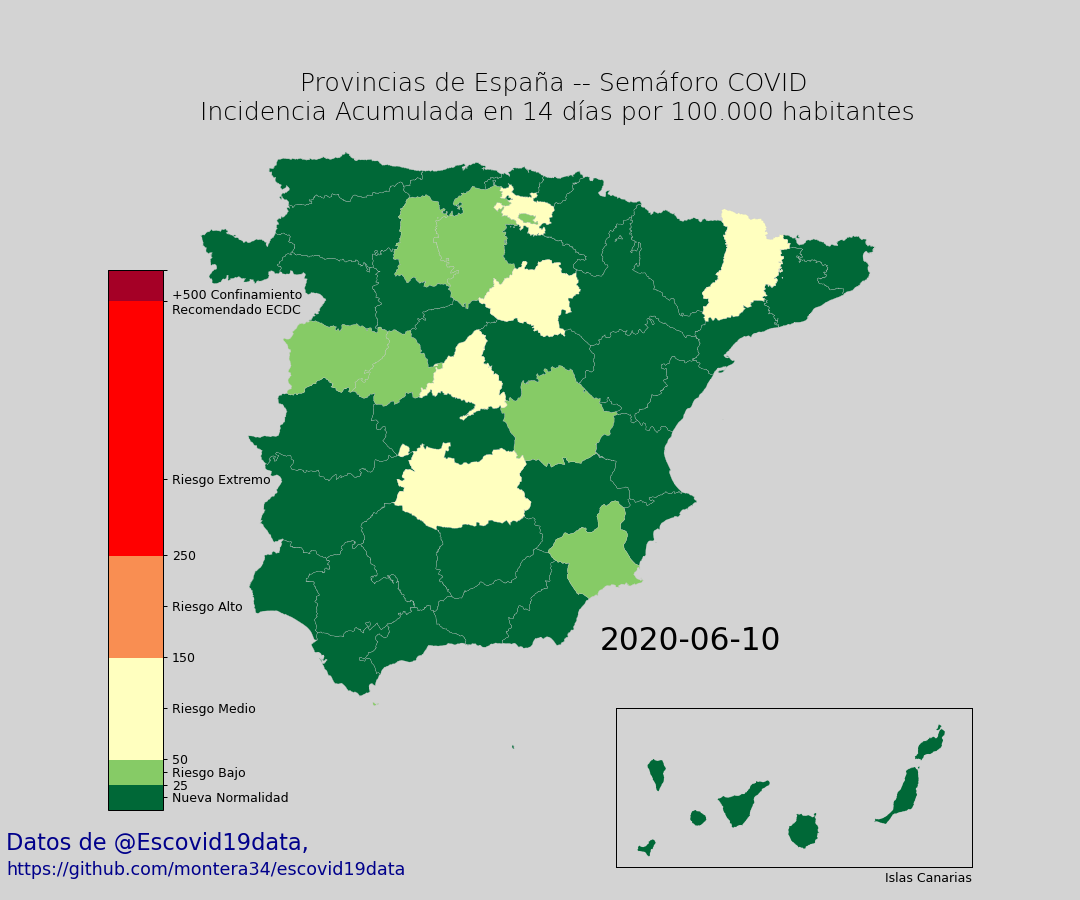 Provincias de España -- Semáforo COVID
Incidencia Acumulada en 14 días por 100.000 habitantes
+500 Confinamiento
Recomendado ECDC
Riesgo Extremo
250
Riesgo Alto
150
Riesgo Medio
50
Riesgo Bajo
25
Nueva Normalidad
2020-06-10
Islas Canarias
Datos de @Escovid19data,
https://github.com/montera34/escovid19data